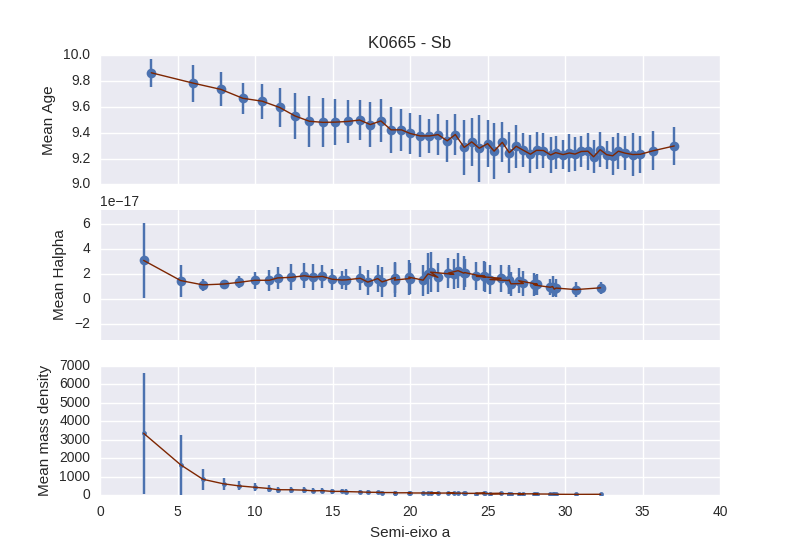 K0665 - Sb
10.0
9.8
9.6
9.4
9.2
9.0
Mean Age
1e−17
6
4
2
0
−2
Mean Halpha
7000
6000
5000
4000
3000
2000
1000
0
Mean mass density
0 5 10 15 20 25 30 35 40
Semi-eixo a